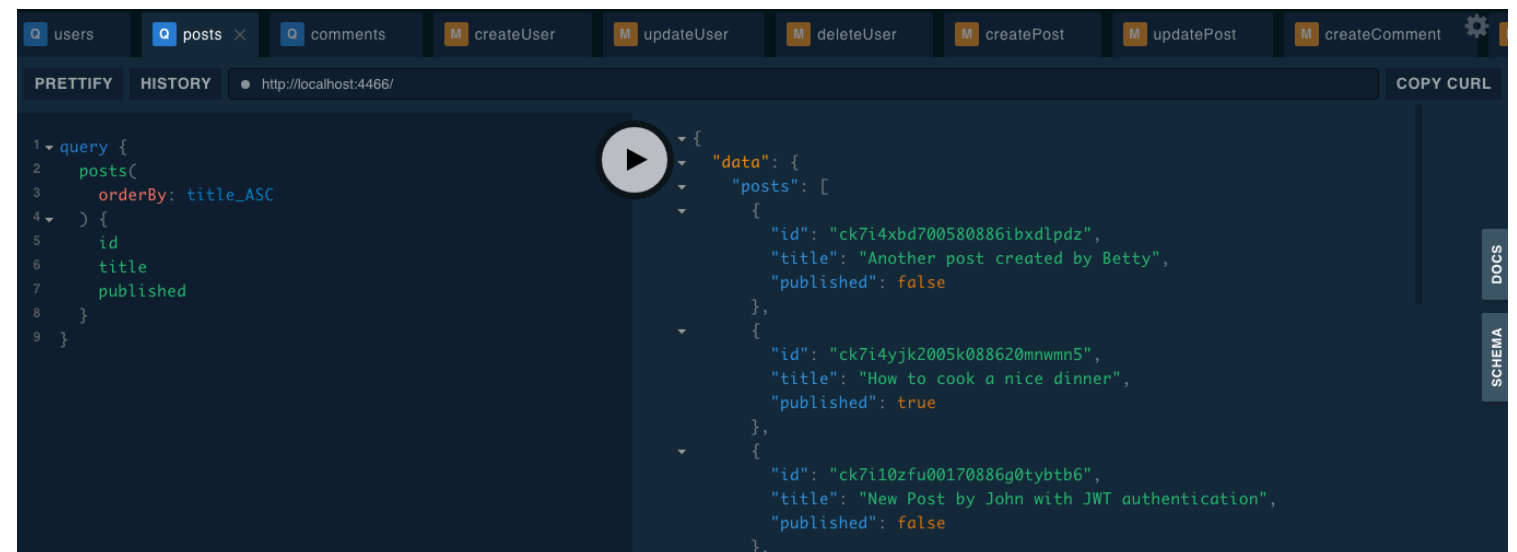 Q users Q posts × Q comments M createUser M updateUser M deleteUser M createPost M updatePost M createComment
PRETTIFY HISTORY http://localhost:4466/ COPY CURL
1 query {
2 posts(
3 orderBy: title_ASC
4 ) {
5 id
6 title
7 published
8 }
9 }
{
"data": {
"posts": [
{
"id": "ck7i4xbd700580886ibxdlpdz",
"title": "Another post created by Betty",
"published": false
},
{
"id": "ck7i4yjk2005k088620mnwmn5",
"title": "How to cook a nice dinner",
"published": true
},
{
"id": "ck7i10zfu00170886g0tybtb6",
"title": "New Post by John with JWT authentication",
"published": false
},
DOCS
SCHEMA